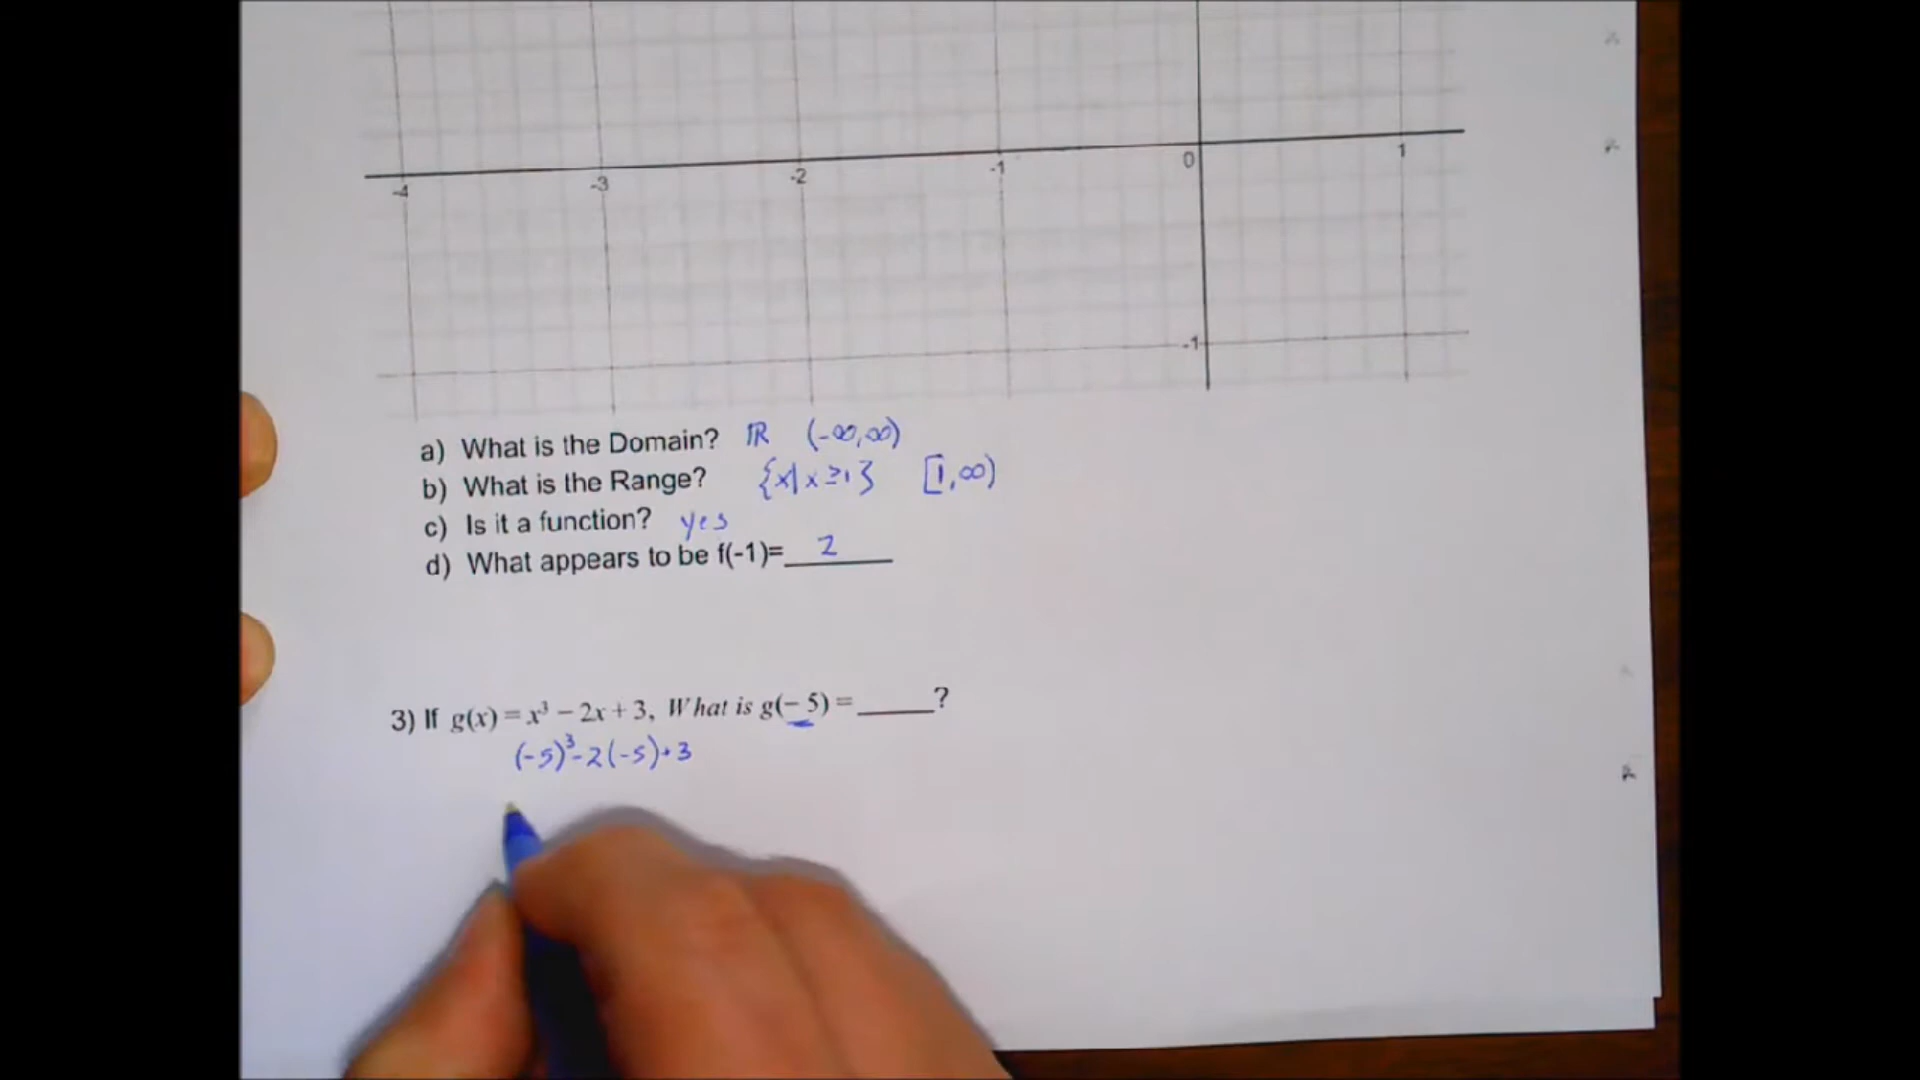 -4 -3 -2 -1 0 1
-1
a) What is the Domain? ℝ (-∞,∞)
b) What is the Range? {x|x≥1} [1,∞)
c) Is it a function? yes
d) What appears to be f(-1)=___2___
3) If g(x) = x³ − 2x + 3, What is g(− 5) = _____?
(-5)³-2(-5)+3